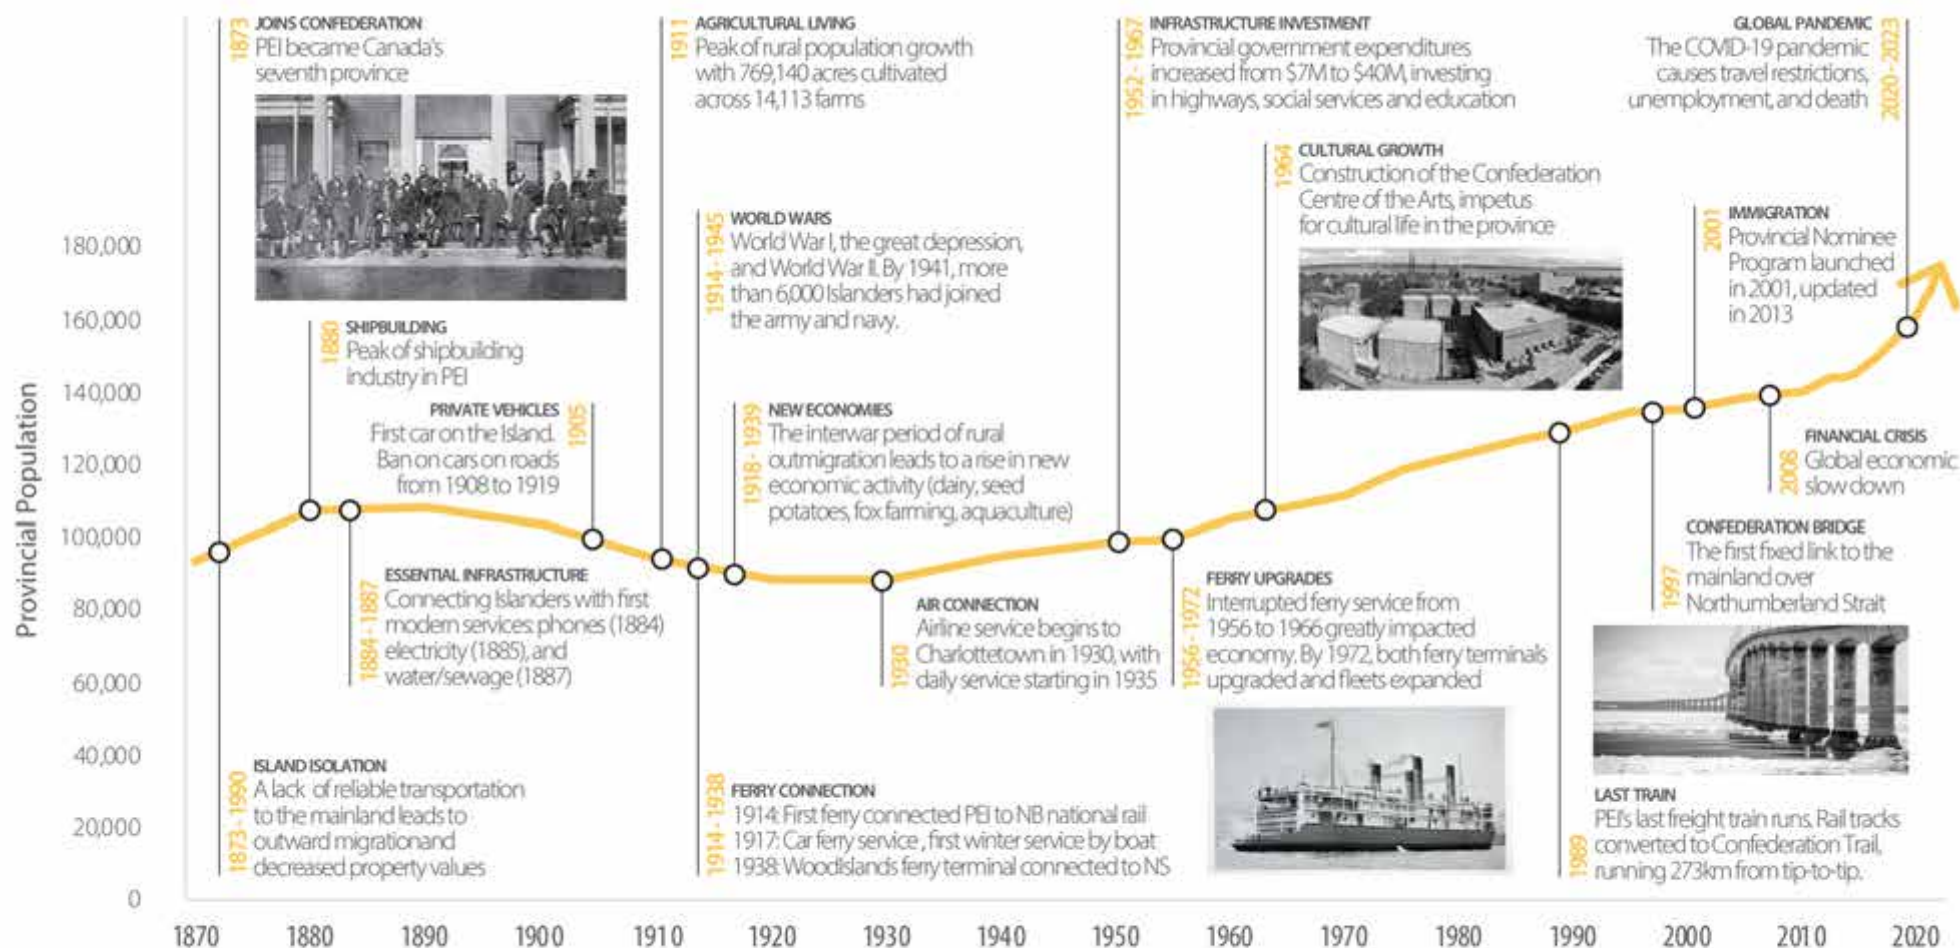 1873
JOINS CONFEDERATION
PEI became Canada's
seventh province
1911
AGRICULTURAL LIVING
Peak of rural population growth
with 769,140 acres cultivated
across 14,113 farms
1952 - 1967
INFRASTRUCTURE INVESTMENT
Provincial government expenditures
increased from $7M to $40M, investing
in highways, social services and education
GLOBAL PANDEMIC
The COVID-19 pandemic
causes travel restrictions,
unemployment, and death
2020 - 2023
1964
CULTURAL GROWTH
Construction of the Confederation
Centre of the Arts, impetus
for cultural life in the province
1914 - 1945
WORLD WARS
World War I, the great depression,
and World War II. By 1941, more
than 6,000 Islanders had joined
the army and navy.
2001
IMMIGRATION
Provincial Nominee
Program launched
in 2001, updated
in 2013
1880
SHIPBUILDING
Peak of shipbuilding
industry in PEI
PRIVATE VEHICLES
First car on the Island.
Ban on cars on roads
from 1908 to 1919
1905
1918 - 1939
NEW ECONOMIES
The interwar period of rural
outmigration leads to a rise in new
economic activity (dairy, seed
potatoes, fox farming, aquaculture)
2008
FINANCIAL CRISIS
Global economic
slow down
1884 - 1887
ESSENTIAL INFRASTRUCTURE
Connecting Islanders with first
modern services: phones (1884)
electricity (1885), and
water/sewage (1887)
1930
AIR CONNECTION
Airline service begins to
Charlottetown in 1930, with
daily service starting in 1935
1956 - 1972
FERRY UPGRADES
Interrupted ferry service from
1956 to 1966 greatly impacted
economy. By 1972, both ferry terminals
upgraded and fleets expanded
1997
CONFEDERATION BRIDGE
The first fixed link to the
mainland over
Northumberland Strait
1873 - 1990
ISLAND ISOLATION
A lack of reliable transportation
to the mainland leads to
outward migrationand
decreased property values
1914 - 1938
FERRY CONNECTION
1914: First ferry connected PEI to NB national rail
1917: Car ferry service, first winter service by boat
1938: WoodIslands ferry terminal connected to NS
1989
LAST TRAIN
PEI's last freight train runs. Rail tracks
converted to Confederation Trail,
running 273km from tip-to-tip.
Provincial Population
180,000
160,000
140,000
120,000
100,000
80,000
60,000
40,000
20,000
0
1870 1880 1890 1900 1910 1920 1930 1940 1950 1960 1970 1980 1990 2000 2010 2020